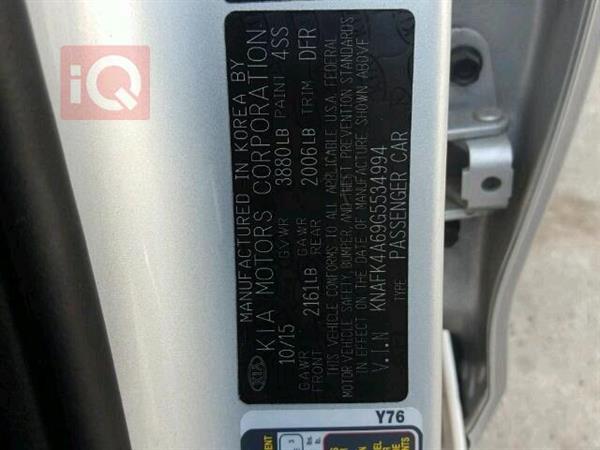 iQ
MANUFACTURED IN KOREA BY
KIA MOTORS CORPORATION
10/15 GVWR 3880LB PAINT 4SS
GAWR FRONT 2161LB GAWR REAR 2006LB TRIM DFR
THIS VEHICLE CONFORMS TO ALL APPLICABLE U.S.A. FEDERAL
MOTOR VEHICLE SAFETY BUMPER, AND THEFT PREVENTION STANDARDS
IN EFFECT ON THE DATE OF MANUFACTURE SHOWN ABOVE.
V.I.N KNAFK4A69G5534994
TYPE PASSENGER CAR
KIA
Y76